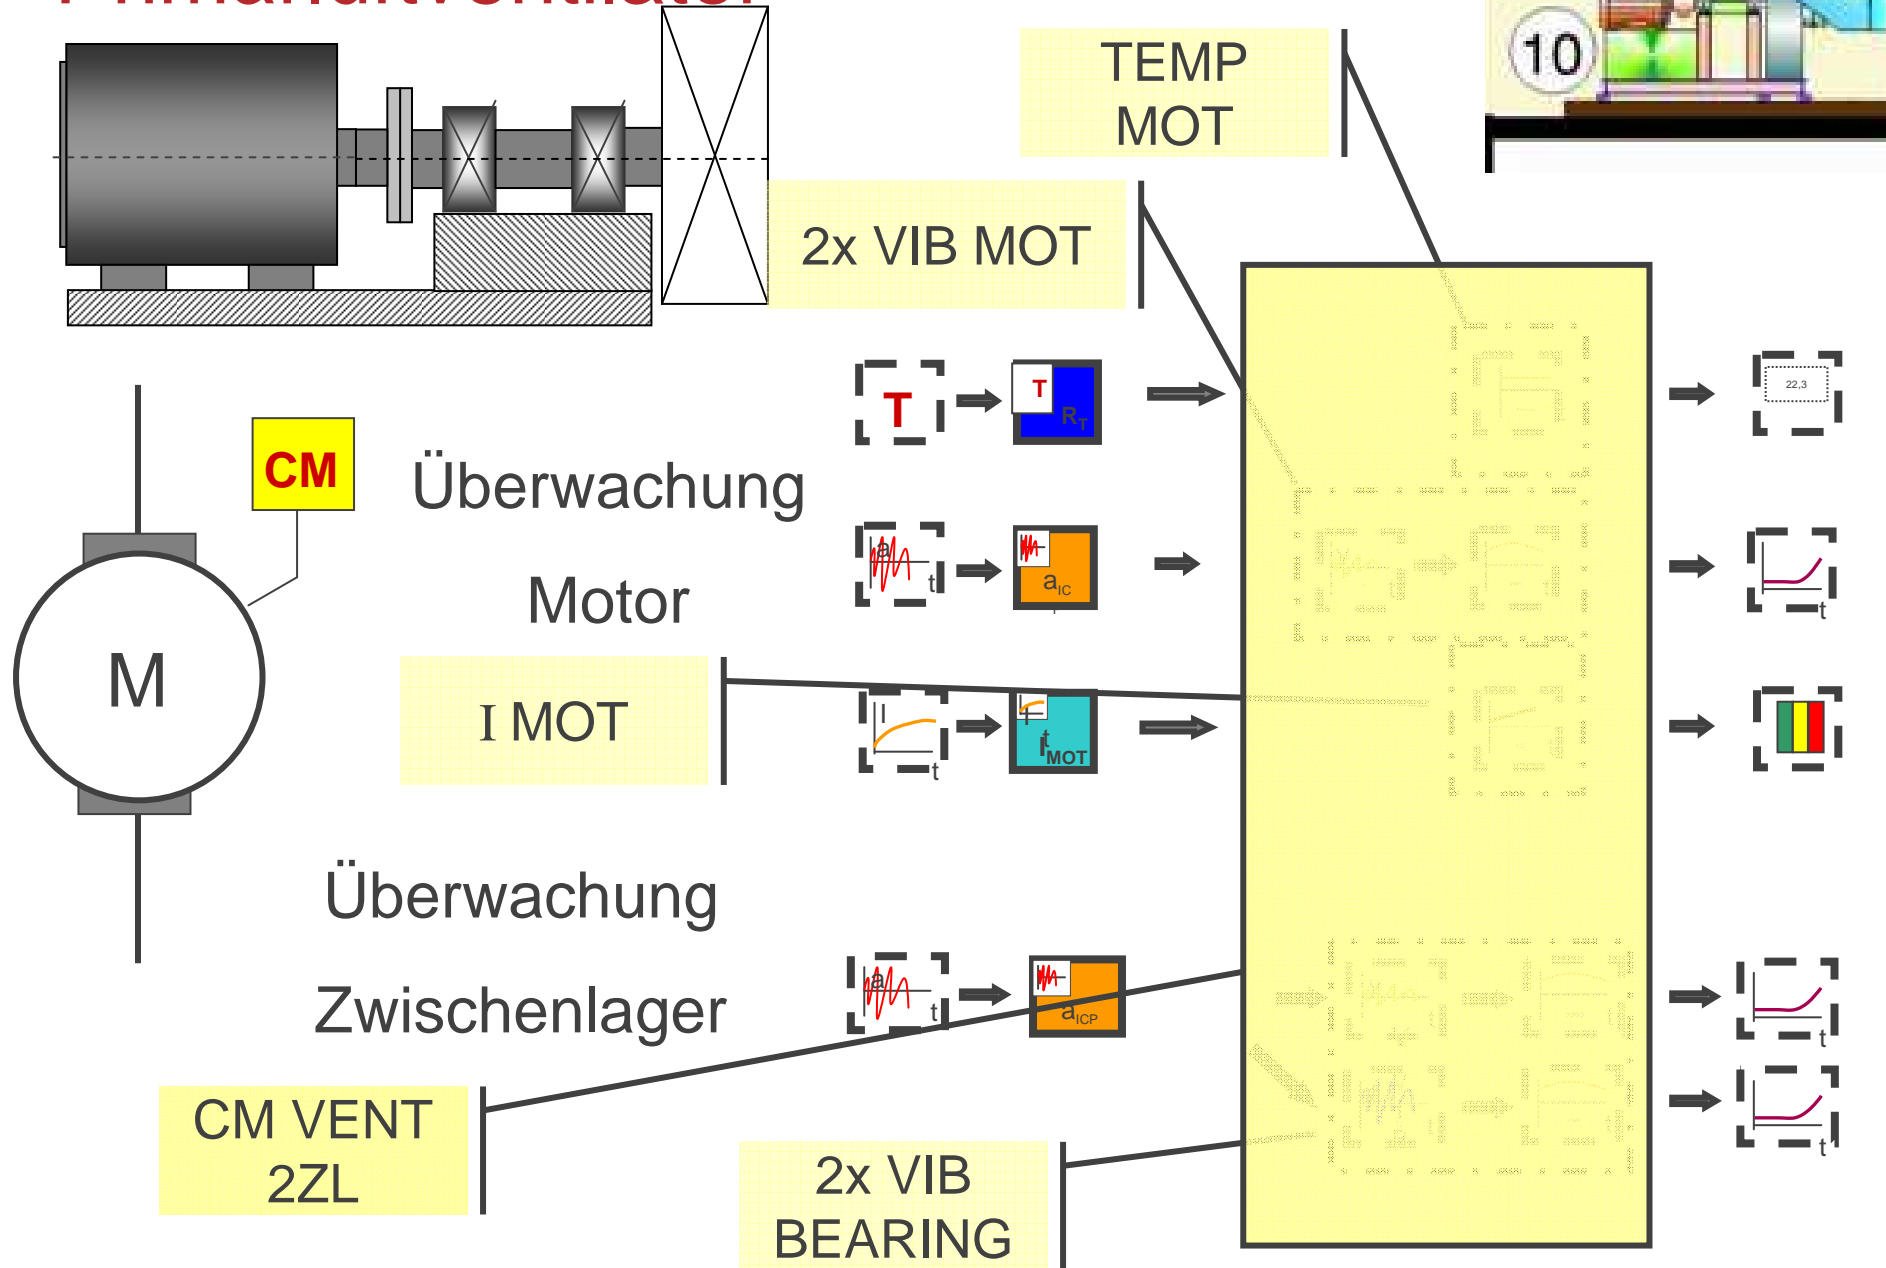 Primärluftventilator
10
TEMP
MOT
2x VIB MOT
T
T
R_T
22,3
CM
Überwachung
Motor
a
t
a_IC
t
M
I MOT
I
t
I
t
I_MOT
Überwachung
Zwischenlager
a
t
a_ICP
t
t
CM VENT
2ZL
2x VIB
BEARING